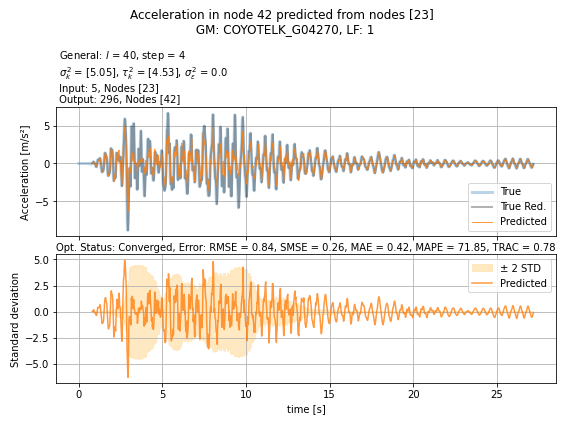 Acceleration in node 42 predicted from nodes [23]
GM: COYOTELK_G04270, LF: 1
General: l = 40, step = 4
σ²ₖ = [5.05], τ²ₖ = [4.53], σ²ₑ = 0.0
Input: 5, Nodes [23]
Output: 296, Nodes [42]
Acceleration [m/s²]
5
0
−5
True
True Red.
Predicted
Opt. Status: Converged, Error: RMSE = 0.84, SMSE = 0.26, MAE = 0.42, MAPE = 71.85, TRAC = 0.78
Standard deviation
5.0
2.5
0.0
−2.5
−5.0
± 2 STD
Predicted
0 5 10 15 20 25
time [s]